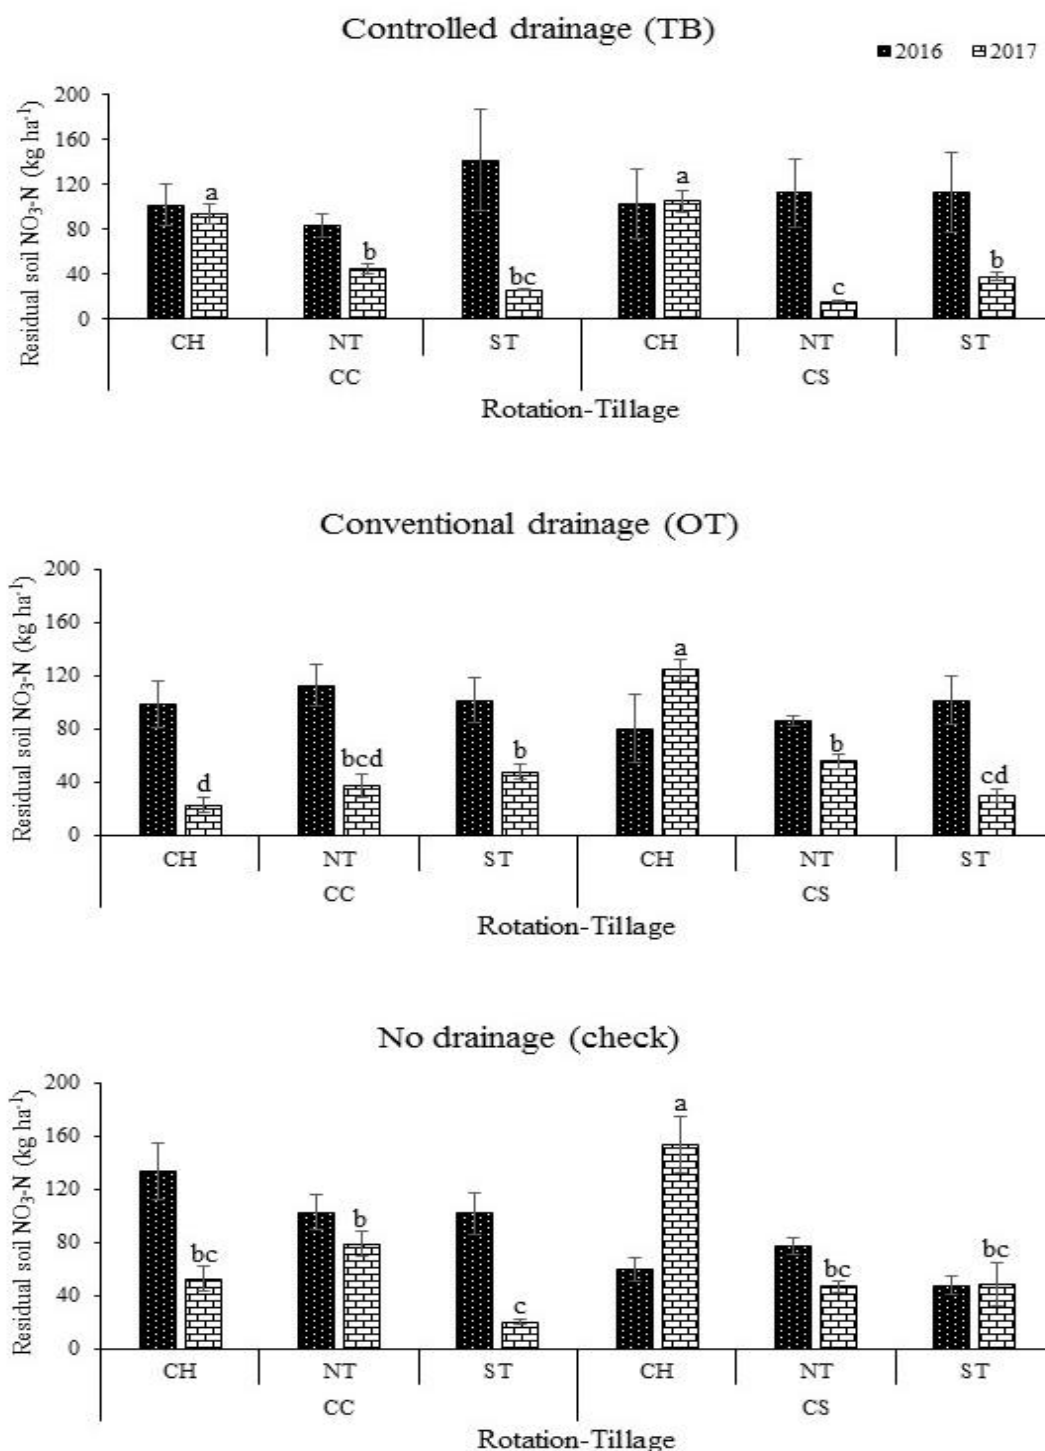 Controlled drainage (TB)
2016 2017
Residual soil NO₃-N (kg ha⁻¹)
200
160
120
80
40
0
a
b
bc
a
c
b
CH NT ST CH NT ST
CC CS
Rotation-Tillage
Conventional drainage (OT)
Residual soil NO₃-N (kg ha⁻¹)
200
160
120
80
40
0
d
bcd
b
a
b
cd
CH NT ST CH NT ST
CC CS
Rotation-Tillage
No drainage (check)
Residual soil NO₃-N (kg ha⁻¹)
200
160
120
80
40
0
bc
b
c
a
bc
bc
CH NT ST CH NT ST
CC CS
Rotation-Tillage